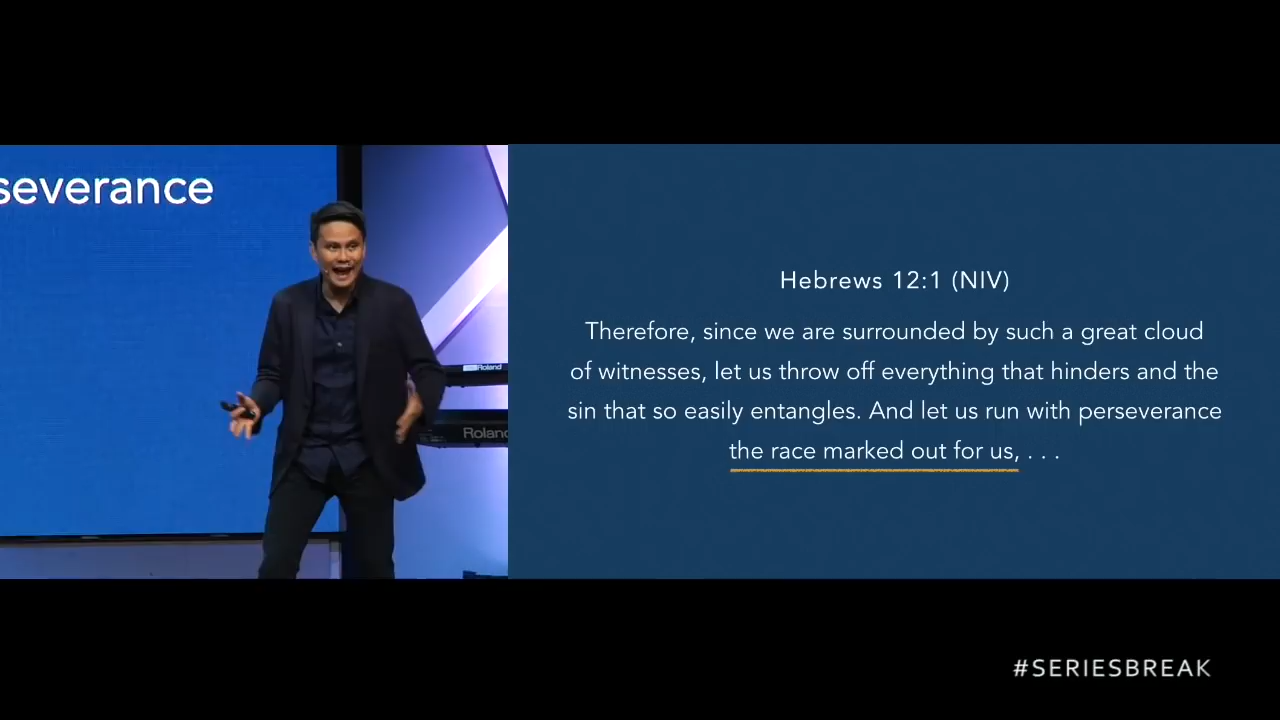 severance
Roland
Roland
Hebrews 12:1 (NIV)
Therefore, since we are surrounded by such a great cloud
of witnesses, let us throw off everything that hinders and the
sin that so easily entangles. And let us run with perseverance
the race marked out for us, . . .
#SERIESBREAK